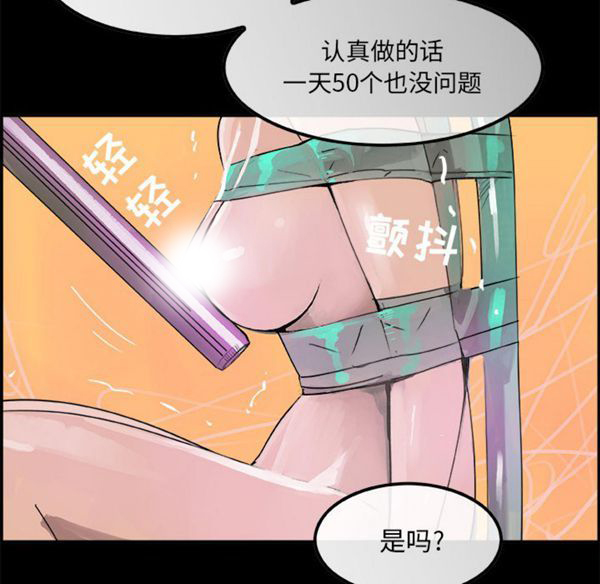 认真做的话
一天50个也没问题
轻
轻
颤抖
是吗?